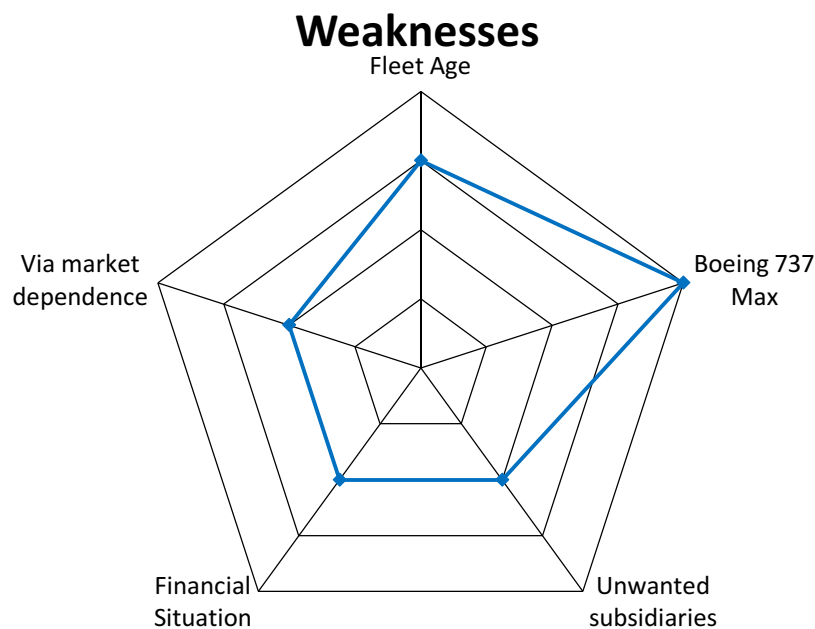 Weaknesses
Fleet Age
Via market
dependence
Boeing 737
Max
Financial
Situation
Unwanted
subsidiaries